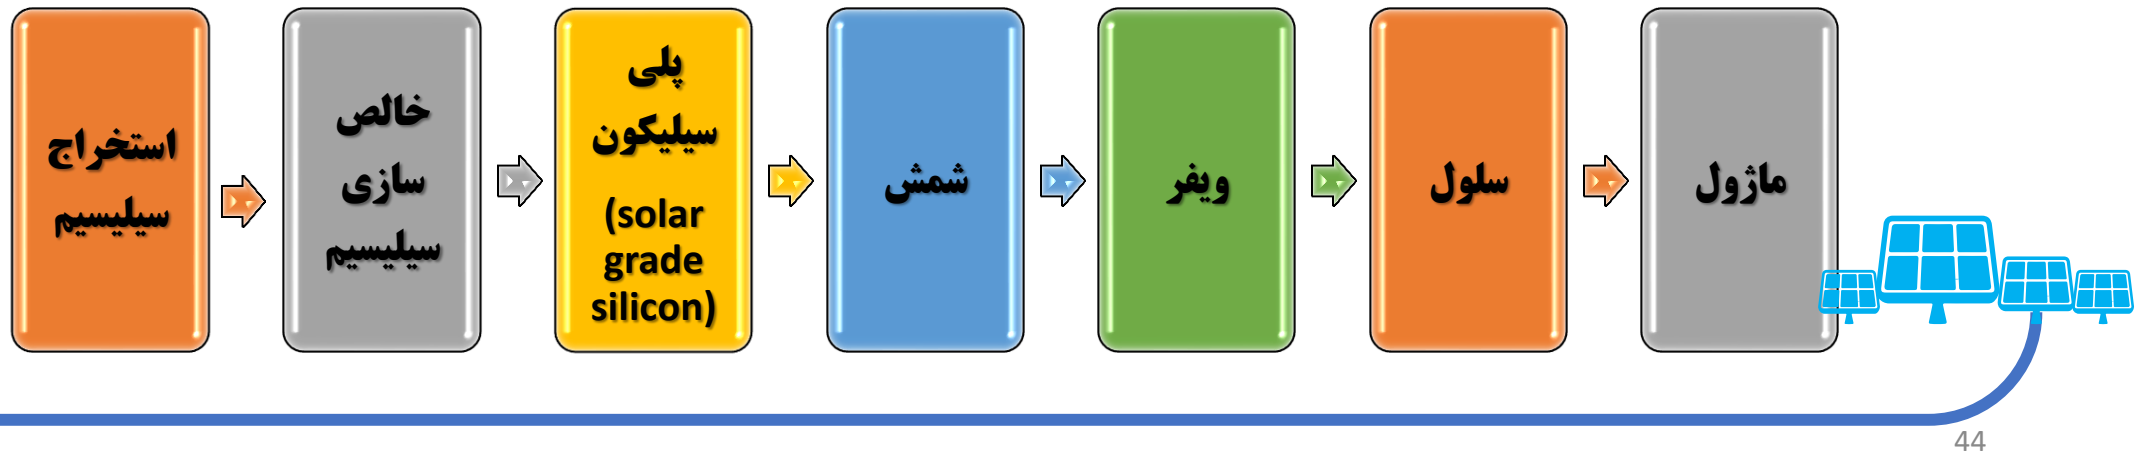 استخراج
سیلیسیم
خالص
سازی
سیلیسیم
پلی
سیلیکون
(solar
grade
silicon)
شمش
ویفر
سلول
ماژول
44